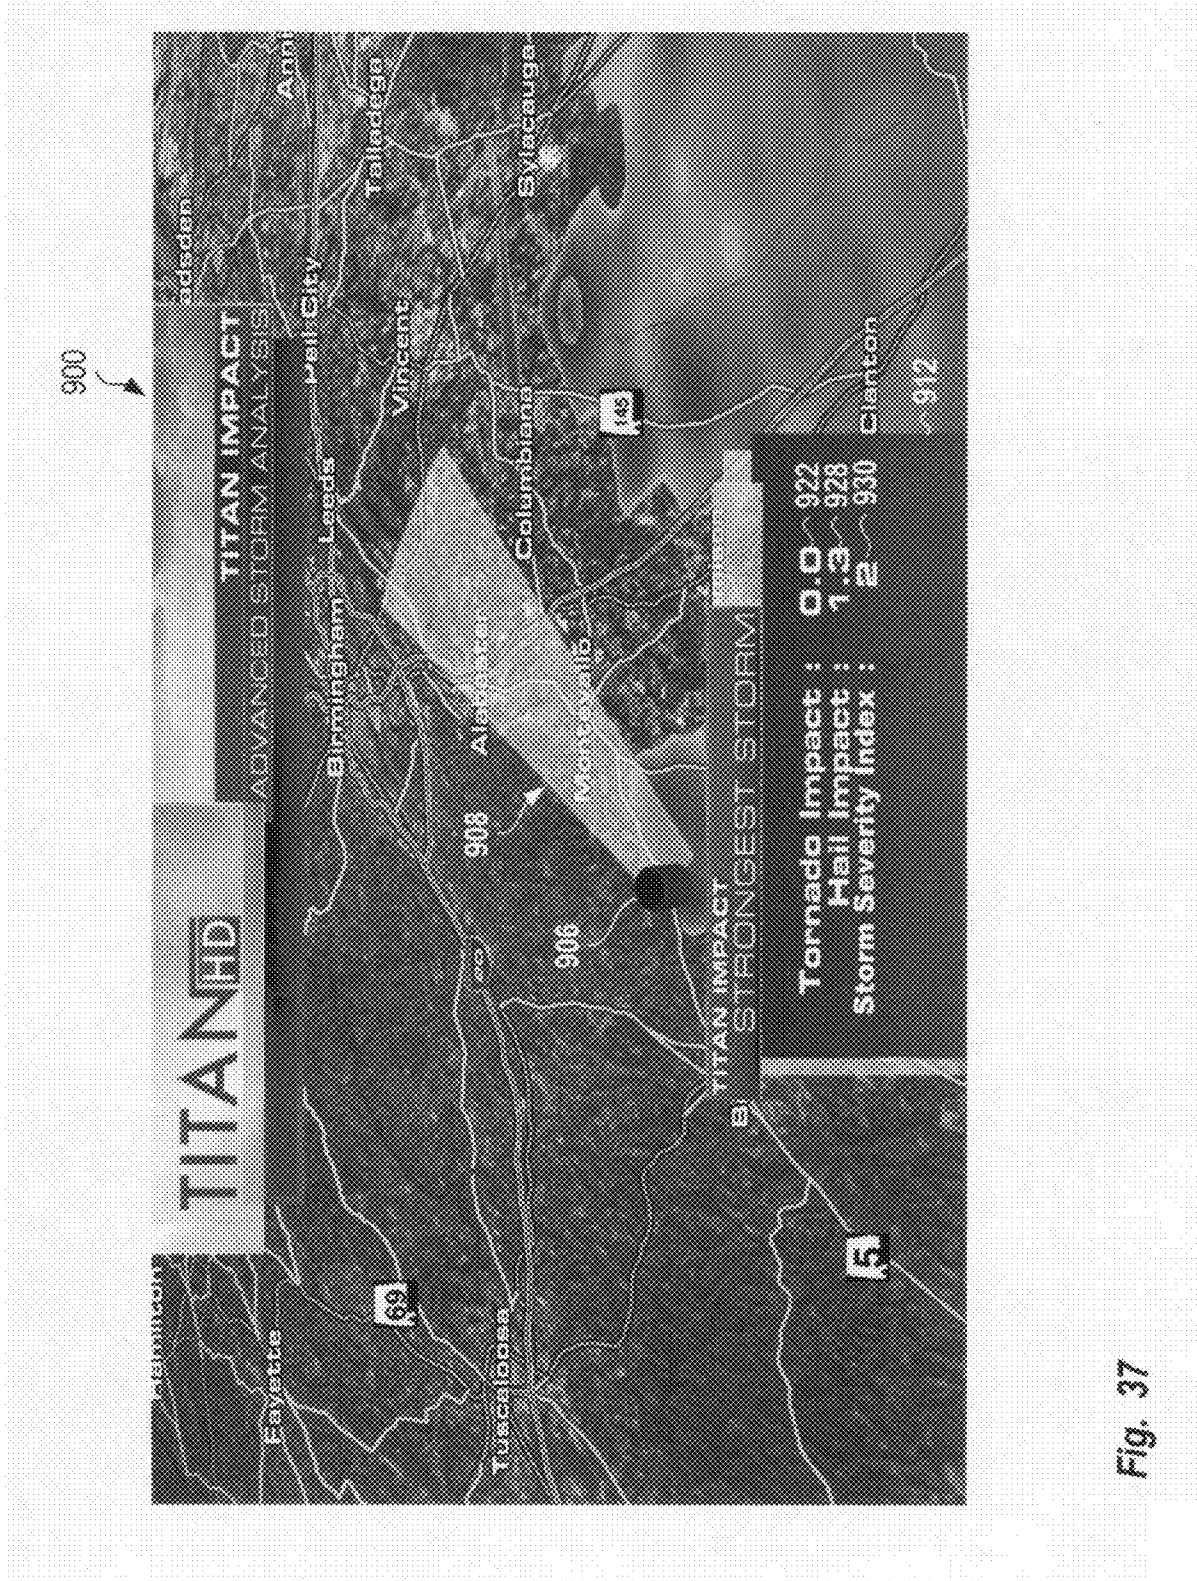 900
TITAN HD
TITAN IMPACT
ADVANCED STORM ANALYSIS
Fayette
69
Tuscaloosa
20
Birmingham
Leeds
Pell City
Talladega
Vincent
Sylacauga
908
Alabaster
Columbiana
Montevallo
906
145
TITAN IMPACT
STRONGEST STORM
Tornado Impact : 0.0 922
Hail Impact : 1.3 928
Storm Severity Index : 2 930
Clanton
912
5
Fig. 37